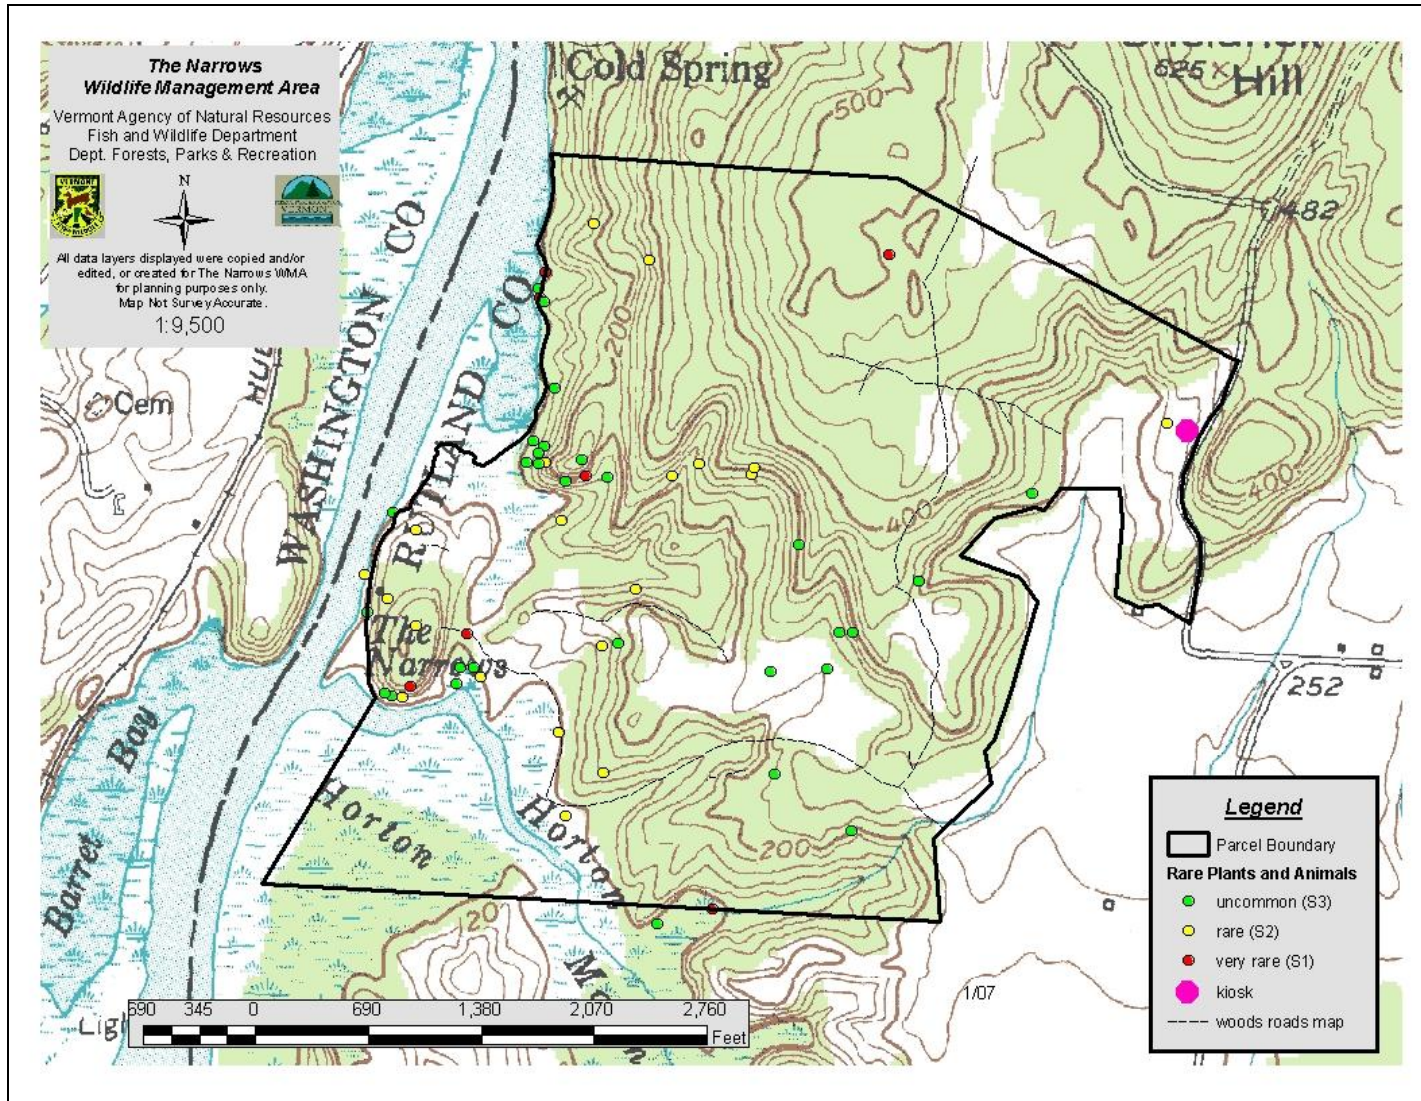 The Narrows
Wildlife Management Area
Vermont Agency of Natural Resources
Fish and Wildlife Department
Dept. Forests, Parks & Recreation
VERMONT
N
VERMONT
All data layers displayed were copied and/or
edited, or created for The Narrows WMA
for planning purposes only.
Map Not Survey Accurate.
1:9,500
Cold Spring
625
Hill
500
482
WASHINGTON CO
RUTLAND CO
200
Cem
400
400
The
Narrows
252
Barret Bay
Horton
Horton
200
120
1/07
Legend
Parcel Boundary
Rare Plants and Animals
uncommon (S3)
rare (S2)
very rare (S1)
kiosk
woods roads map
690 345 0 690 1,380 2,070 2,760
Feet